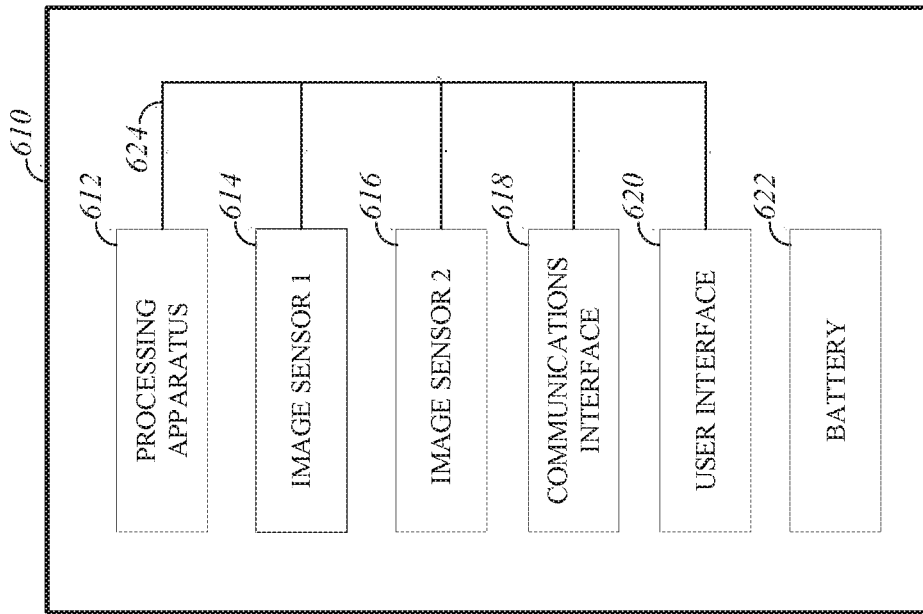 610
612
PROCESSING
APPARATUS
624
614
IMAGE SENSOR 1
616
IMAGE SENSOR 2
618
COMMUNICATIONS
INTERFACE
620
USER INTERFACE
622
BATTERY